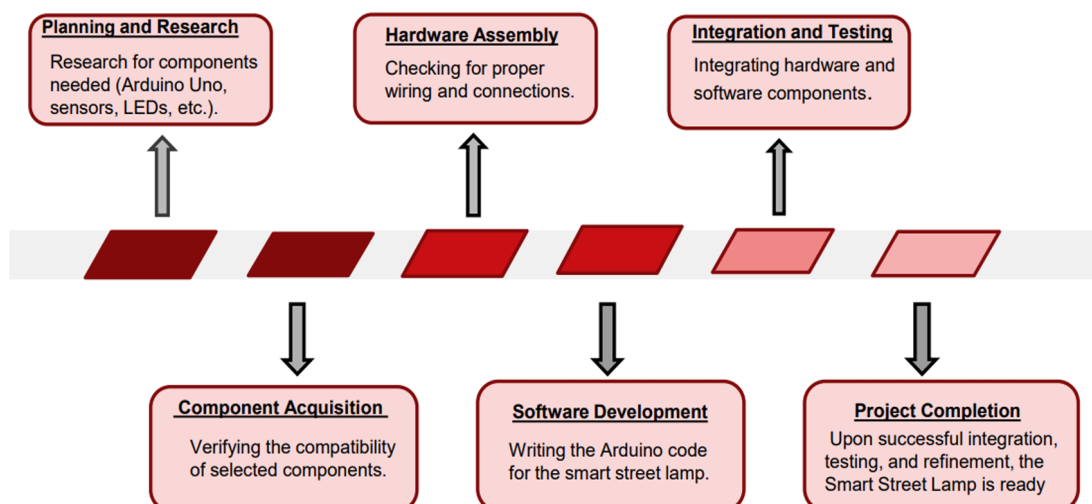 Planning and Research
Research for components
needed (Arduino Uno,
sensors, LEDs, etc.).
Hardware Assembly
Checking for proper
wiring and connections.
Integration and Testing
Integrating hardware and
software components.
Component Acquisition
Verifying the compatibility
of selected components.
Software Development
Writing the Arduino code
for the smart street lamp.
Project Completion
Upon successful integration,
testing, and refinement, the
Smart Street Lamp is ready